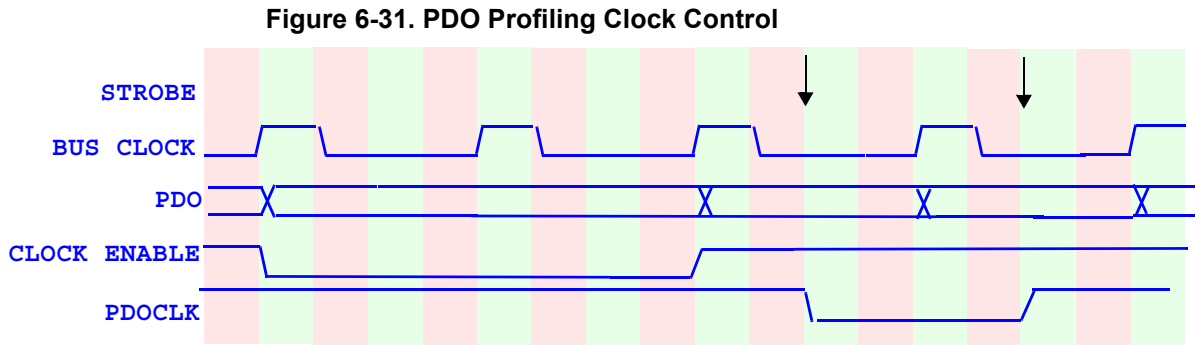 Figure 6-31. PDO Profiling Clock Control
STROBE
BUS CLOCK
PDO
CLOCK ENABLE
PDOCLK